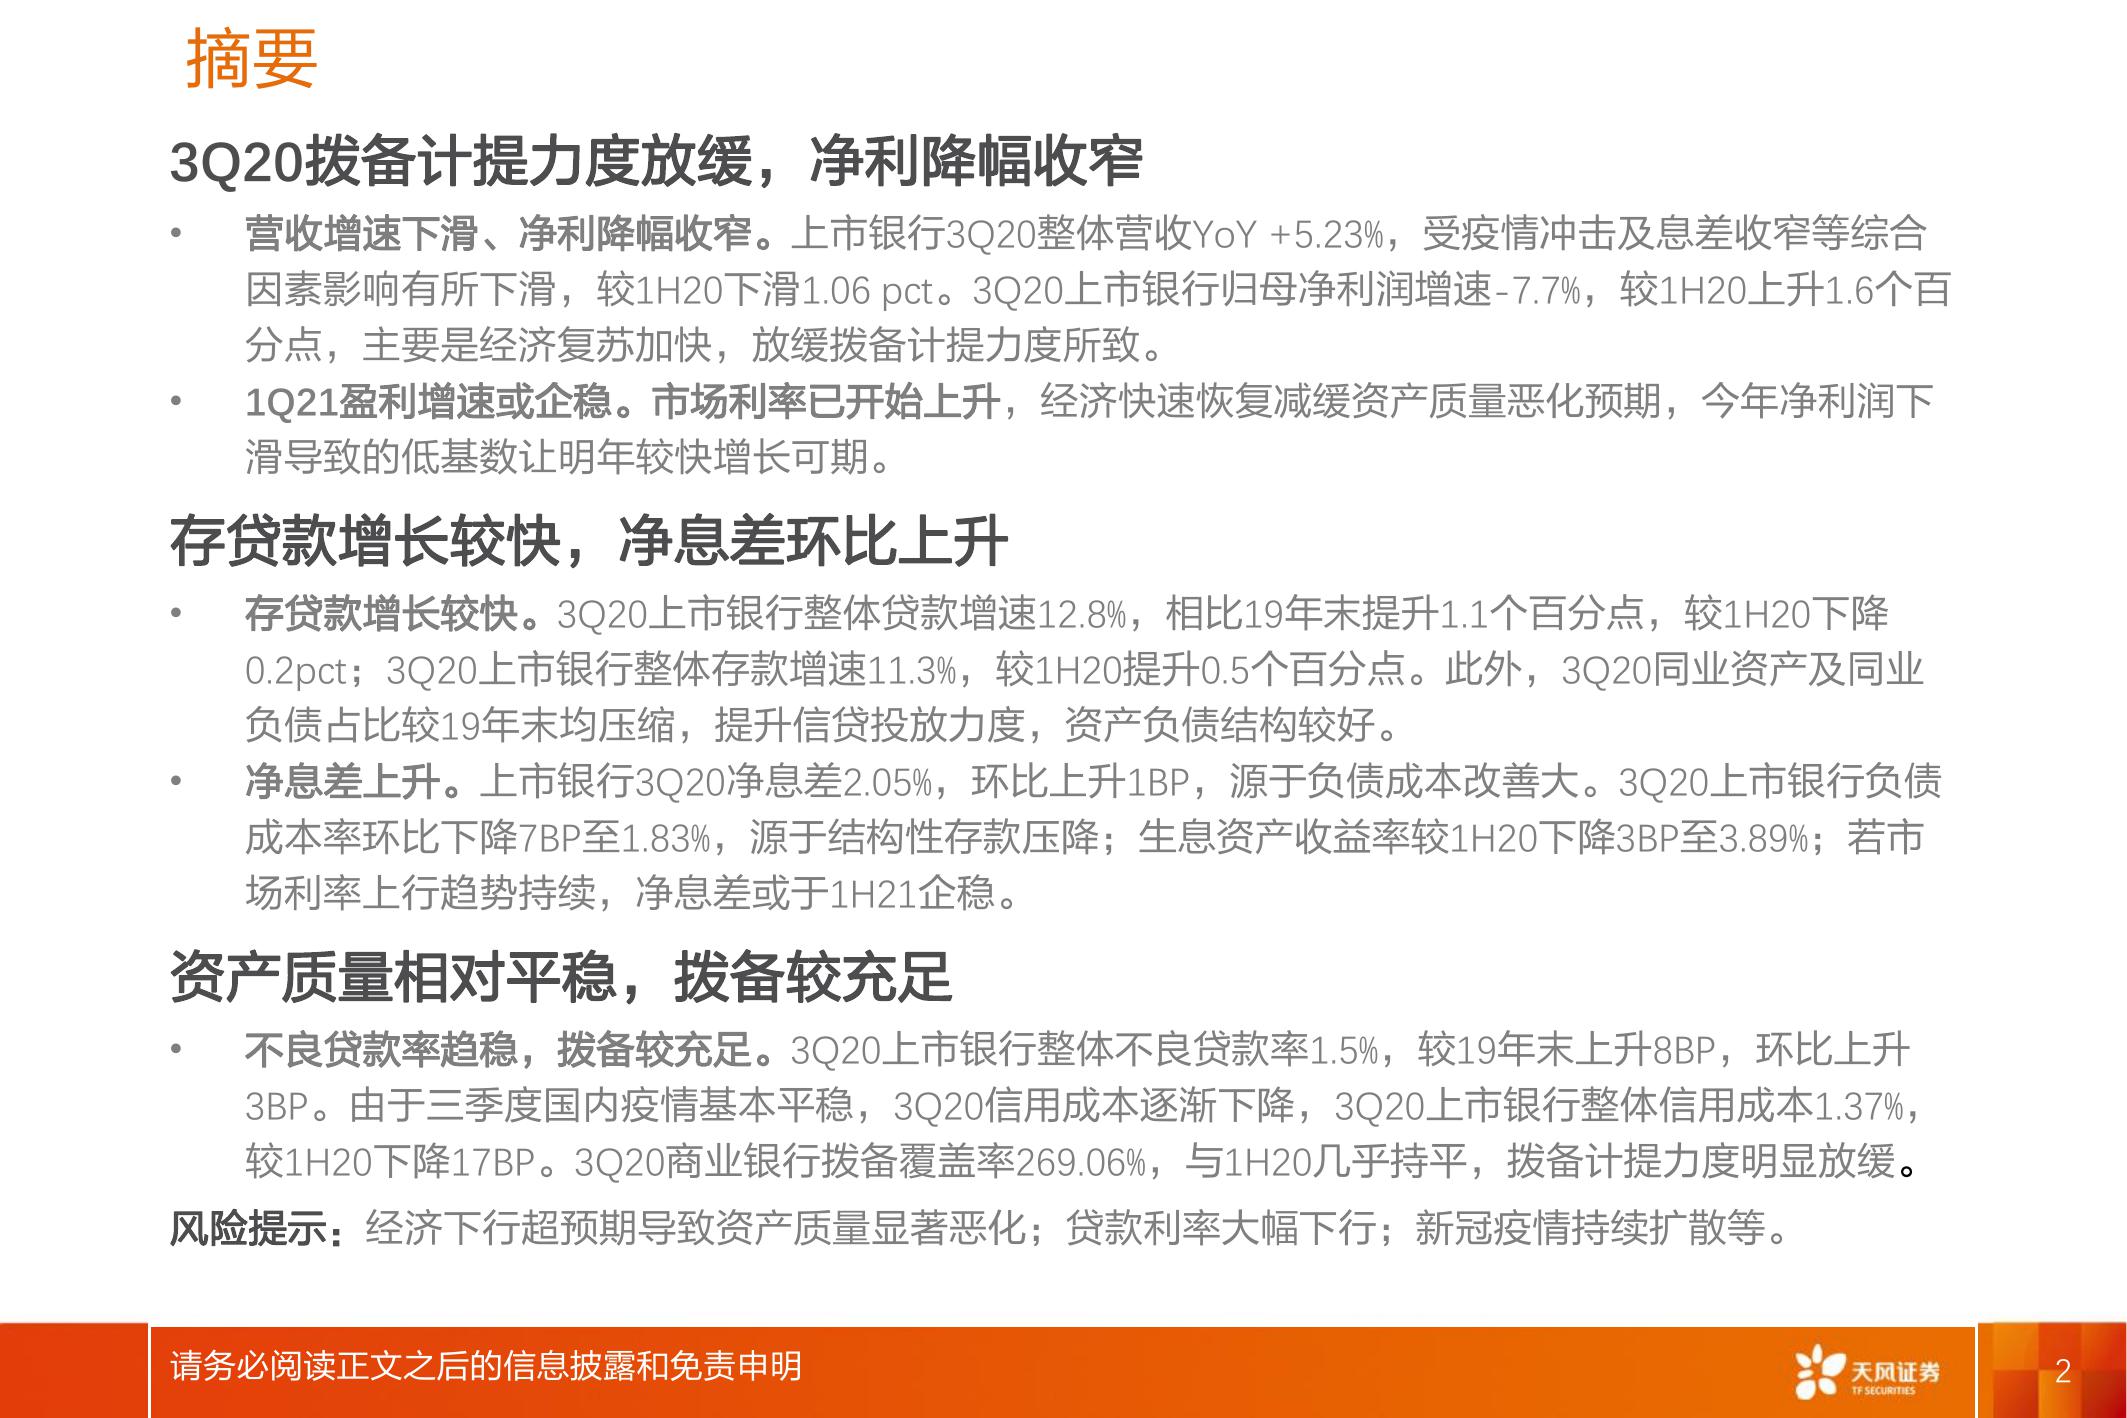 摘要
3Q20拨备计提力度放缓，净利降幅收窄
• 营收增速下滑、净利降幅收窄。上市银行3Q20整体营收YoY +5.23%，受疫情冲击及息差收窄等综合
因素影响有所下滑，较1H20下滑1.06 pct。3Q20上市银行归母净利润增速-7.7%，较1H20上升1.6个百
分点，主要是经济复苏加快，放缓拨备计提力度所致。
• 1Q21盈利增速或企稳。市场利率已开始上升，经济快速恢复减缓资产质量恶化预期，今年净利润下
滑导致的低基数让明年较快增长可期。
存贷款增长较快，净息差环比上升
• 存贷款增长较快。3Q20上市银行整体贷款增速12.8%，相比19年末提升1.1个百分点，较1H20下降
0.2pct；3Q20上市银行整体存款增速11.3%，较1H20提升0.5个百分点。此外，3Q20同业资产及同业
负债占比较19年末均压缩，提升信贷投放力度，资产负债结构较好。
• 净息差上升。上市银行3Q20净息差2.05%，环比上升1BP，源于负债成本改善大。3Q20上市银行负债
成本率环比下降7BP至1.83%，源于结构性存款压降；生息资产收益率较1H20下降3BP至3.89%；若市
场利率上行趋势持续，净息差或于1H21企稳。
资产质量相对平稳，拨备较充足
• 不良贷款率趋稳，拨备较充足。3Q20上市银行整体不良贷款率1.5%，较19年末上升8BP，环比上升
3BP。由于三季度国内疫情基本平稳，3Q20信用成本逐渐下降，3Q20上市银行整体信用成本1.37%，
较1H20下降17BP。3Q20商业银行拨备覆盖率269.06%，与1H20几乎持平，拨备计提力度明显放缓。
风险提示：经济下行超预期导致资产质量显著恶化；贷款利率大幅下行；新冠疫情持续扩散等。
请务必阅读正文之后的信息披露和免责申明
天风证券
TF SECURITIES
2